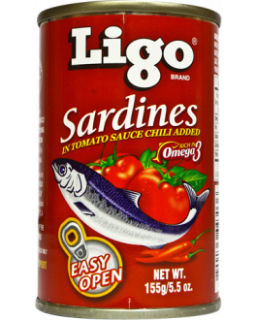 Ligo®
BRAND
Sardines
IN TOMATO SAUCE CHILI ADDED
RICH IN
Omega3
EASY
OPEN
NET WT.
155g/5.5 oz.